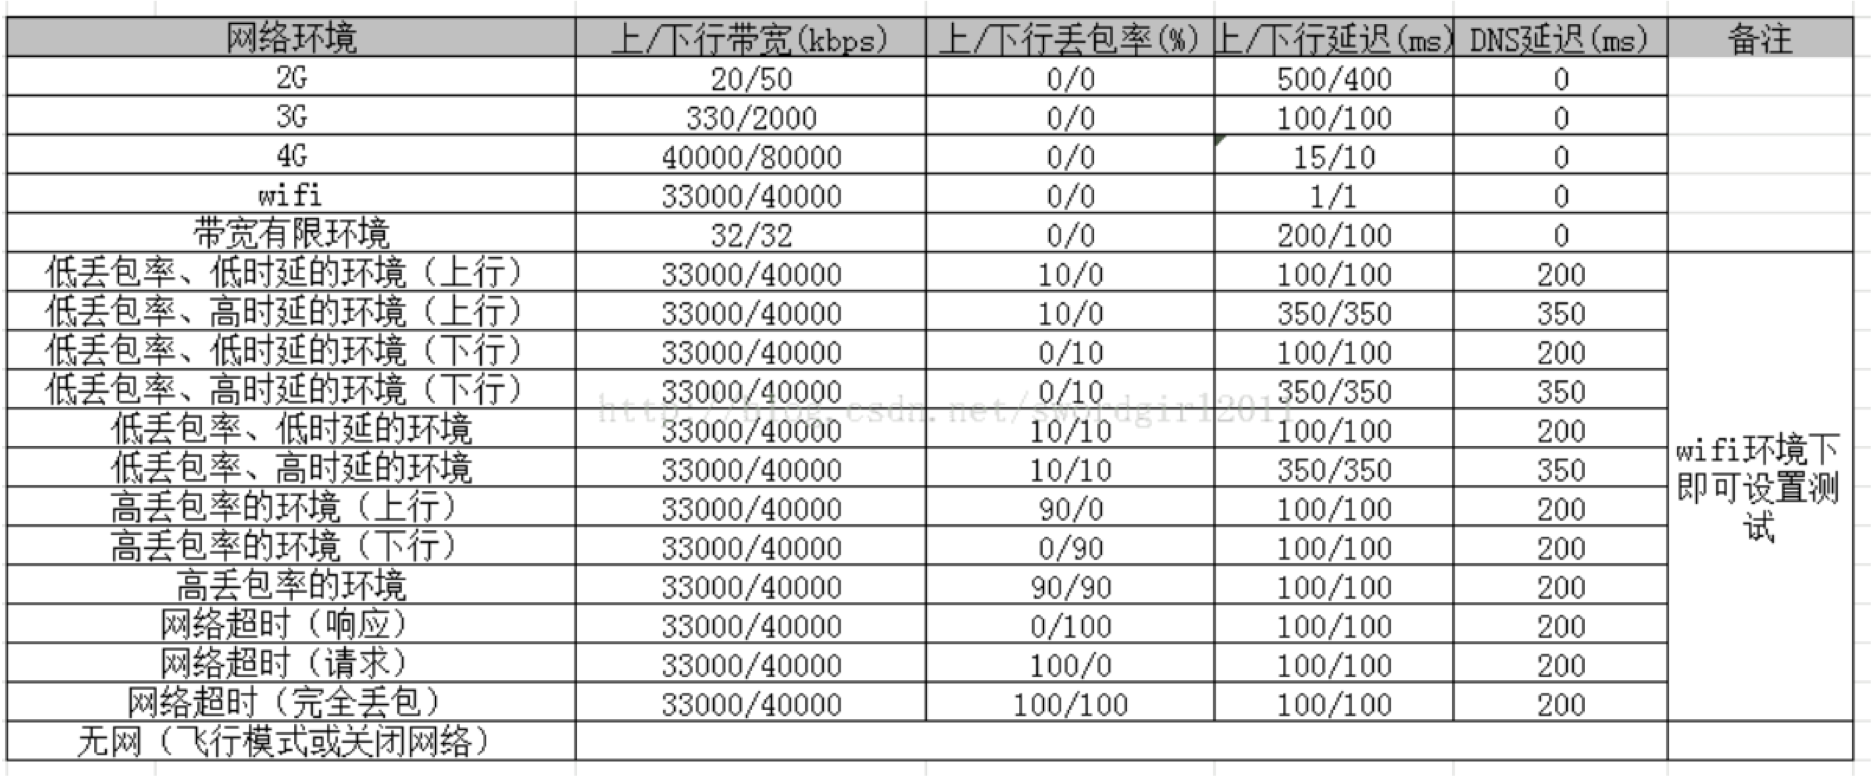 网络环境 上/下行带宽(kbps) 上/下行丢包率(%) 上/下行延迟(ms) DNS延迟(ms) 备注
2G 20/50 0/0 500/400 0
3G 330/2000 0/0 100/100 0
4G 40000/80000 0/0 15/10 0
wifi 33000/40000 0/0 1/1 0
带宽有限环境 32/32 0/0 200/100 0
低丢包率、低时延的环境（上行） 33000/40000 10/0 100/100 200
低丢包率、高时延的环境（上行） 33000/40000 10/0 350/350 350
低丢包率、低时延的环境（下行） 33000/40000 0/10 100/100 200
低丢包率、高时延的环境（下行） 33000/40000 0/10 350/350 350
http://blog.csdn.net/swordgirl2011
低丢包率、低时延的环境 33000/40000 10/10 100/100 200
低丢包率、高时延的环境 33000/40000 10/10 350/350 350
高丢包率的环境（上行） 33000/40000 90/0 100/100 200
高丢包率的环境（下行） 33000/40000 0/90 100/100 200
高丢包率的环境 33000/40000 90/90 100/100 200
网络超时（响应） 33000/40000 0/100 100/100 200
网络超时（请求） 33000/40000 100/0 100/100 200
网络超时（完全丢包） 33000/40000 100/100 100/100 200
wifi环境下
即可设置测
试
无网（飞行模式或关闭网络）